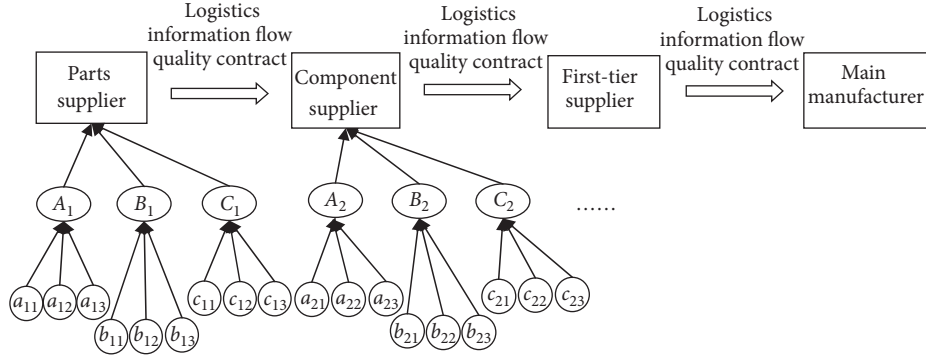 Logistics
information flow
quality contract
Logistics
information flow
quality contract
Logistics
information flow
quality contract
Parts
supplier
Component
supplier
First-tier
supplier
Main
manufacturer
A₁ B₁ C₁ A₂ B₂ C₂ ......
a₁₁ a₁₂ a₁₃ c₁₁ c₁₂ c₁₃ a₂₁ a₂₂ a₂₃ c₂₁ c₂₂ c₂₃
b₁₁ b₁₂ b₁₃ b₂₁ b₂₂ b₂₃